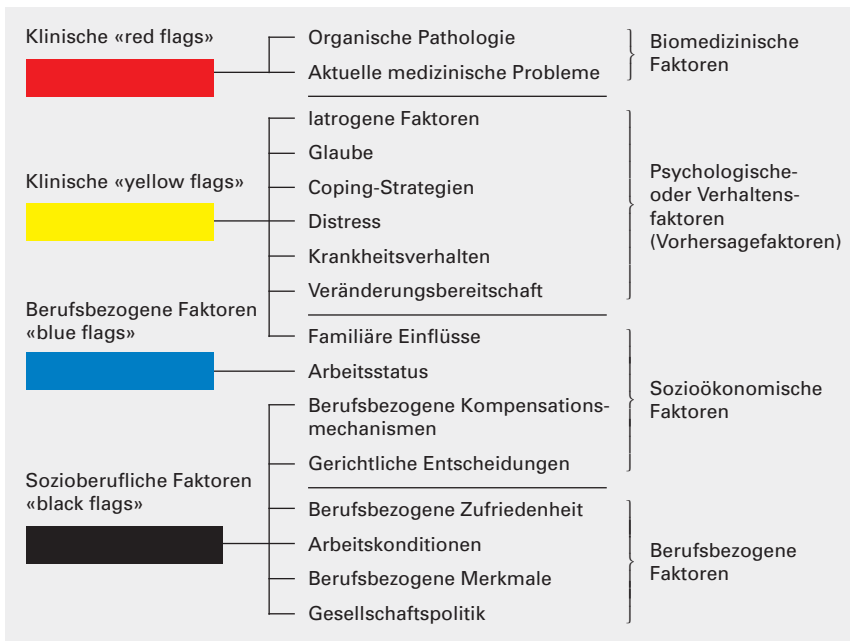 Klinische «red flags»
Organische Pathologie
Aktuelle medizinische Probleme
Biomedizinische
Faktoren
Klinische «yellow flags»
Iatrogene Faktoren
Glaube
Coping-Strategien
Distress
Krankheitsverhalten
Veränderungsbereitschaft
Familiäre Einflüsse
Psychologische-
oder Verhaltens-
faktoren
(Vorhersagefaktoren)
Berufsbezogene Faktoren
«blue flags»
Arbeitsstatus
Berufsbezogene Kompensations-
mechanismen
Gerichtliche Entscheidungen
Sozioökonomische
Faktoren
Sozioberufliche Faktoren
«black flags»
Berufsbezogene Zufriedenheit
Arbeitskonditionen
Berufsbezogene Merkmale
Gesellschaftspolitik
Berufsbezogene
Faktoren